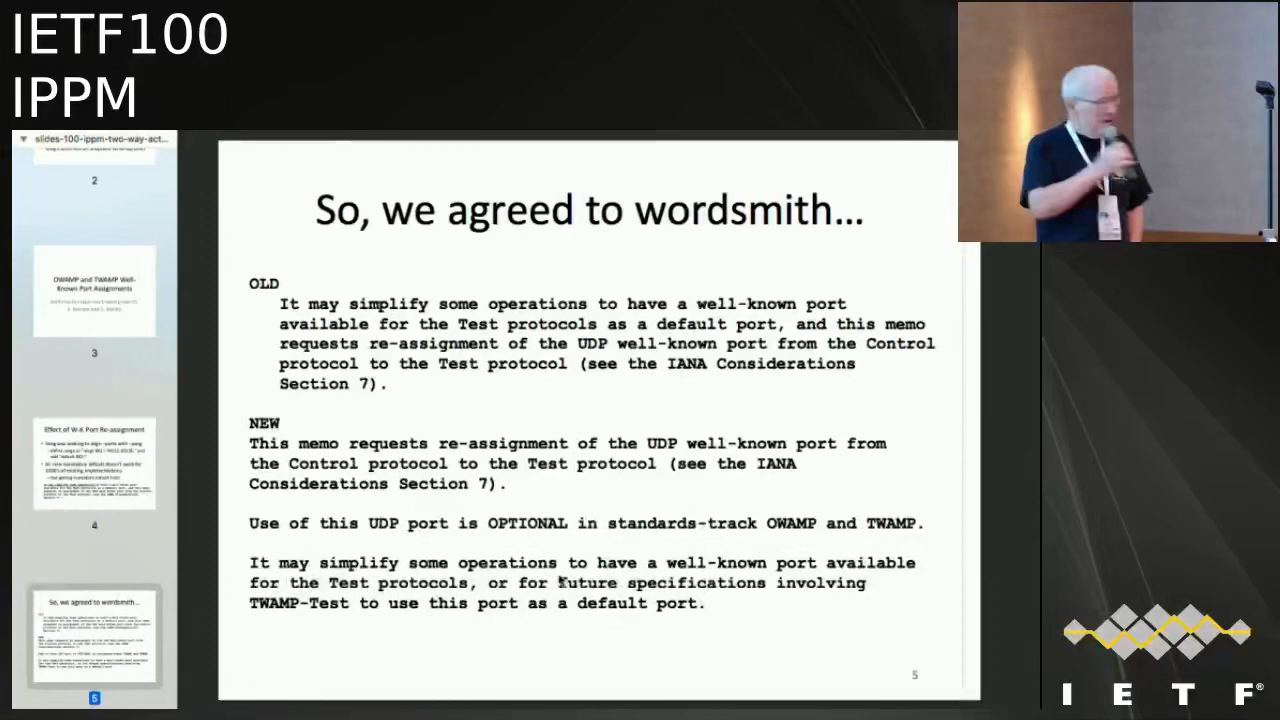 IETF100
IPPM
slides-100-ippm-two-way-act...
2
OWAMP and TWAMP Well-
Known Port Assignments
3
Effect of W-K Port Re-assignment
4
So, we agreed to wordsmith...
5
So, we agreed to wordsmith...
OLD
It may simplify some operations to have a well-known port
available for the Test protocols as a default port, and this memo
requests re-assignment of the UDP well-known port from the Control
protocol to the Test protocol (see the IANA Considerations
Section 7).
NEW
This memo requests re-assignment of the UDP well-known port from
the Control protocol to the Test protocol (see the IANA
Considerations Section 7).
Use of this UDP port is OPTIONAL in standards-track OWAMP and TWAMP.
It may simplify some operations to have a well-known port available
for the Test protocols, or for future specifications involving
TWAMP-Test to use this port as a default port.
5
I E T F®